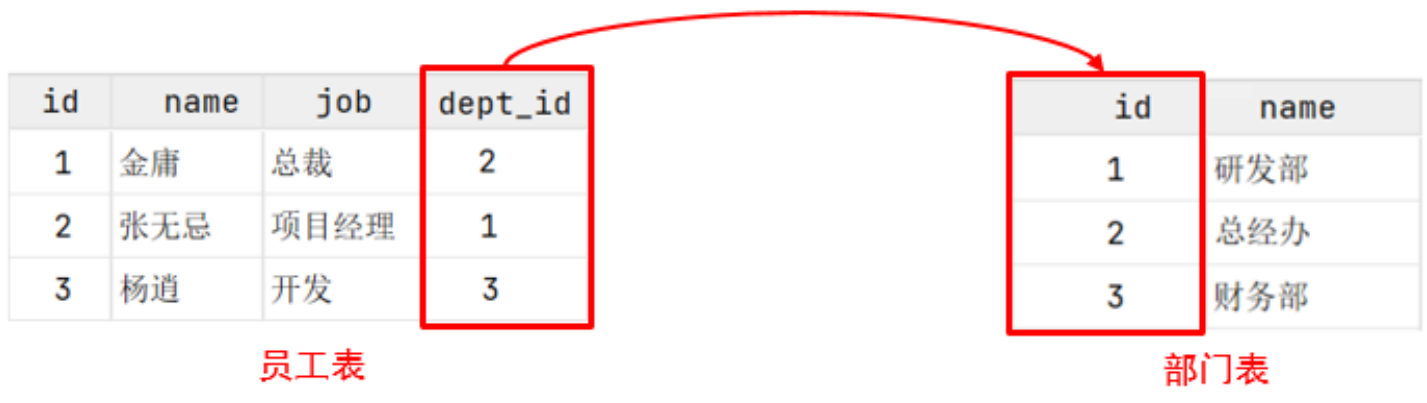 id name job dept_id
1 金庸 总裁 2
2 张无忌 项目经理 1
3 杨逍 开发 3
员工表
id name
1 研发部
2 总经办
3 财务部
部门表